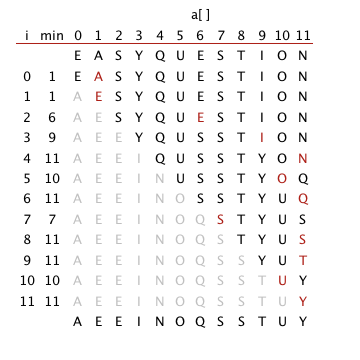 a[ ]
i min 0 1 2 3 4 5 6 7 8 9 10 11
E A S Y Q U E S T I O N
0 1 E A S Y Q U E S T I O N
1 1 A E S Y Q U E S T I O N
2 6 A E S Y Q U E S T I O N
3 9 A E E Y Q U S S T I O N
4 11 A E E I Q U S S T Y O N
5 10 A E E I N U S S T Y O Q
6 11 A E E I N O S S T Y U Q
7 7 A E E I N O Q S T Y U S
8 11 A E E I N O Q S T Y U S
9 11 A E E I N O Q S S Y U T
10 10 A E E I N O Q S S T U Y
11 11 A E E I N O Q S S T U Y
A E E I N O Q S S T U Y